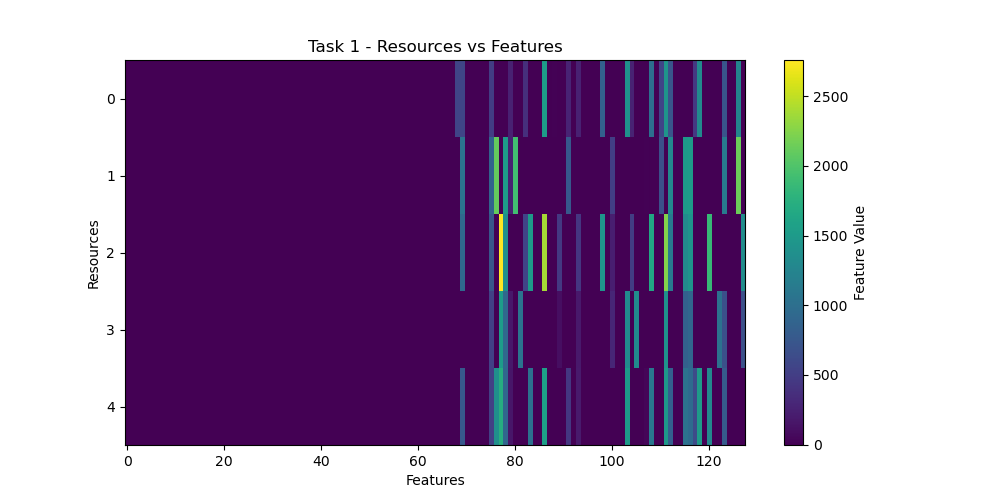 Task 1 - Resources vs Features
Resources
0
1
2
3
4
0 20 40 60 80 100 120
Features
2500
2000
1500
1000
500
0
Feature Value